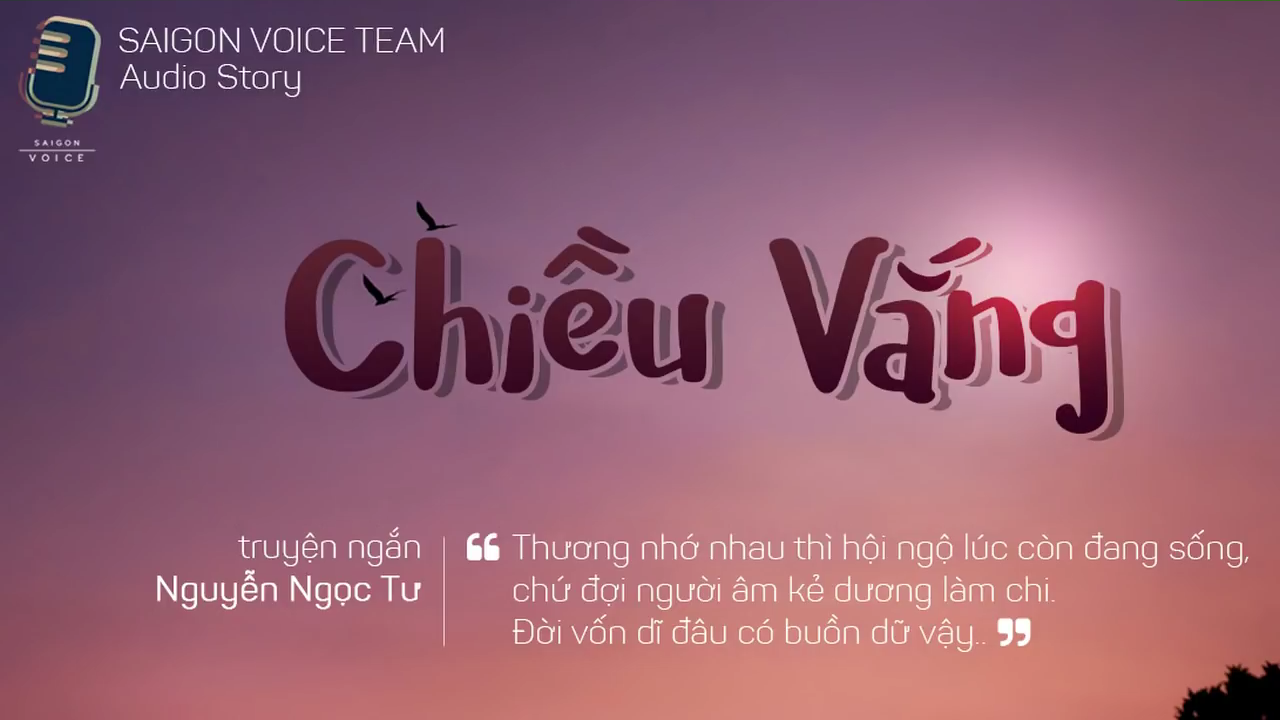 SAIGON VOICE TEAM
Audio Story
SAIGON
VOICE
Chiều Vắng
truyện ngắn
Nguyễn Ngọc Tư
❝ Thương nhớ nhau thì hội ngộ lúc còn đang sống,
chứ đợi người âm kẻ dương làm chi.
Đời vốn dĩ đâu có buồn dữ vậy.. ❞